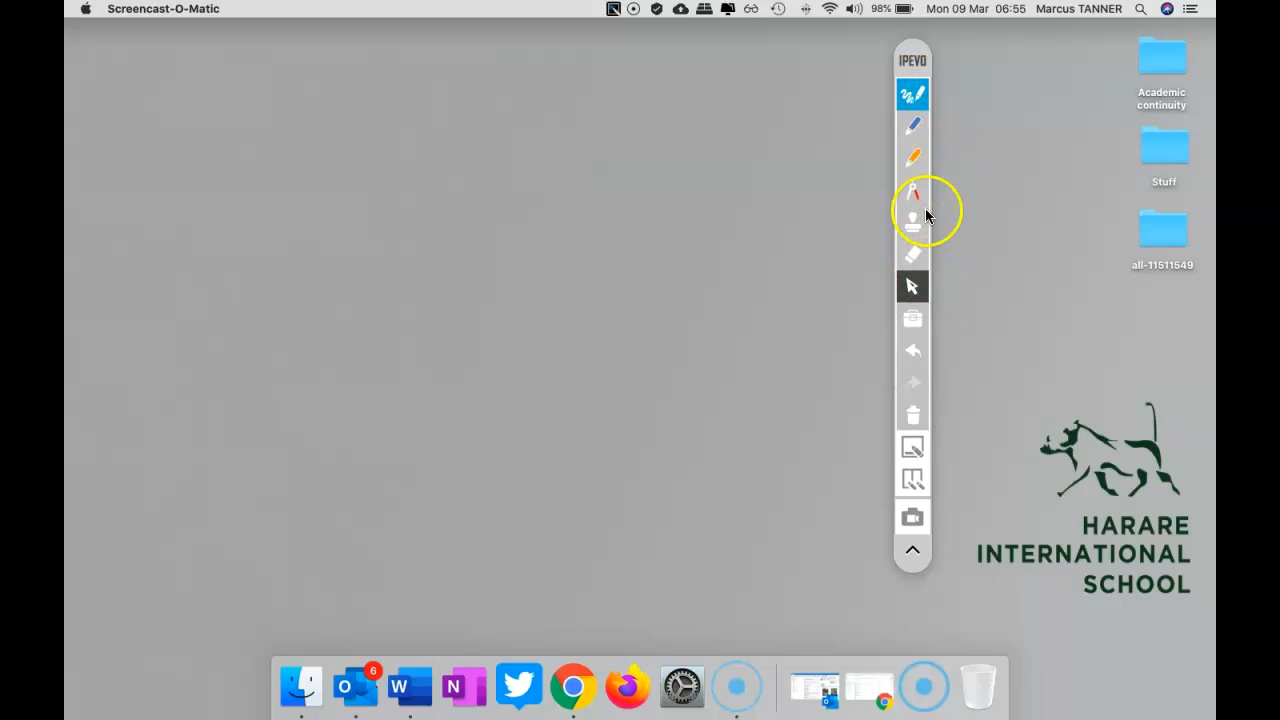 Screencast-O-Matic
98%
Mon 09 Mar 06:55
Marcus TANNER
IPEVO
Academic
continuity
Stuff
all-11511549
HARARE
INTERNATIONAL
SCHOOL
6
O
W
N